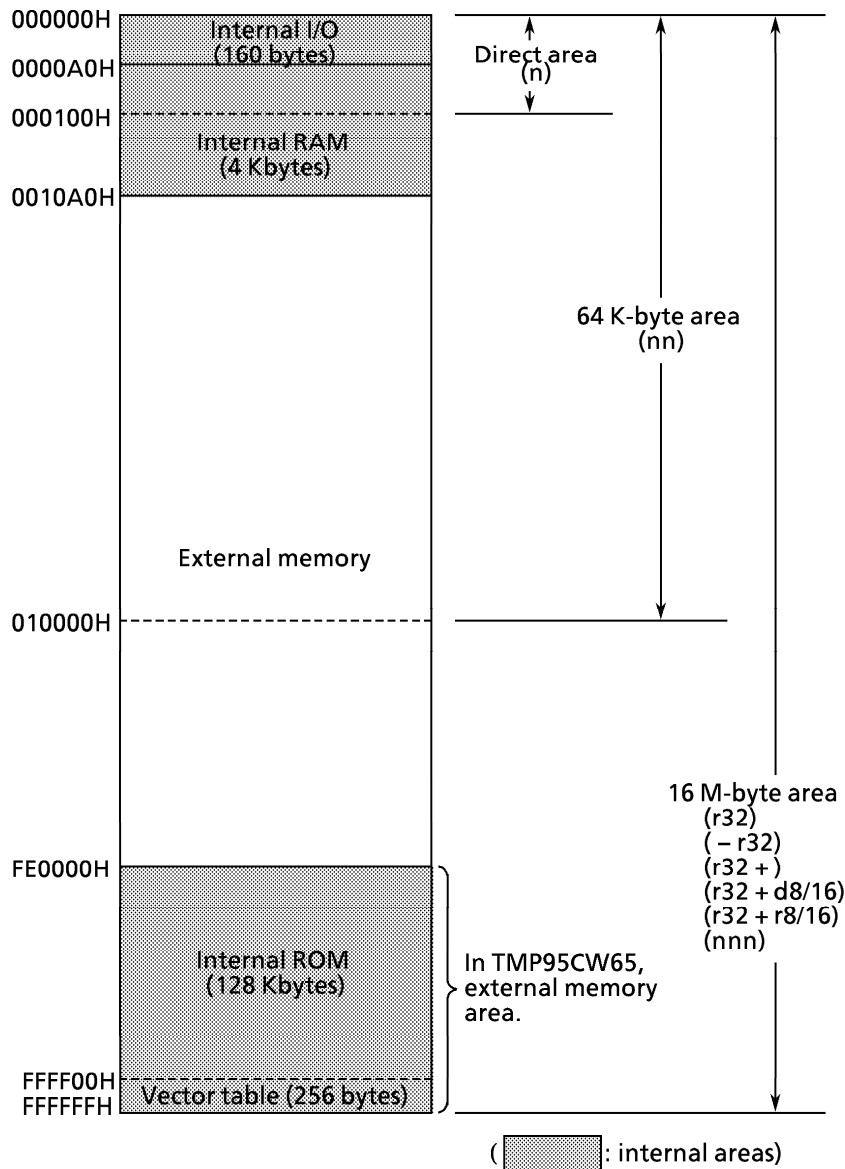 000000H
Internal I/O
(160 bytes)
0000A0H
Direct area
(n)
000100H
Internal RAM
(4 Kbytes)
0010A0H
64 K-byte area
(nn)
External memory
010000H
16 M-byte area
(r32)
( – r32)
(r32 + )
(r32 + d8/16)
(r32 + r8/16)
(nnn)
FE0000H
Internal ROM
(128 Kbytes)
In TMP95CW65,
external memory
area.
FFFF00H
Vector table (256 bytes)
FFFFFFH
( : internal areas)